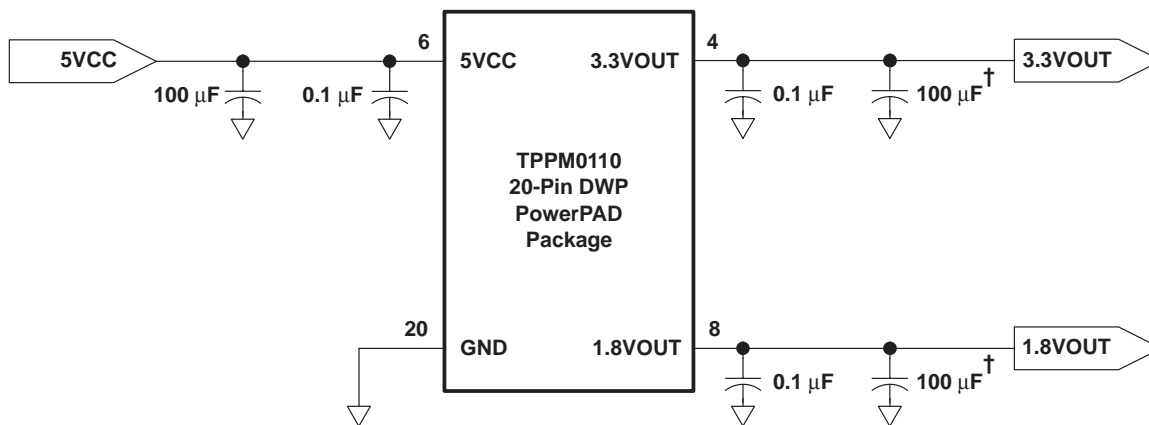 6
4
5VCC
5VCC
3.3VOUT
3.3VOUT
100 μF
0.1 μF
0.1 μF
100 μF†
TPPM0110
20-Pin DWP
PowerPAD
Package
20
8
GND
1.8VOUT
1.8VOUT
0.1 μF
100 μF†